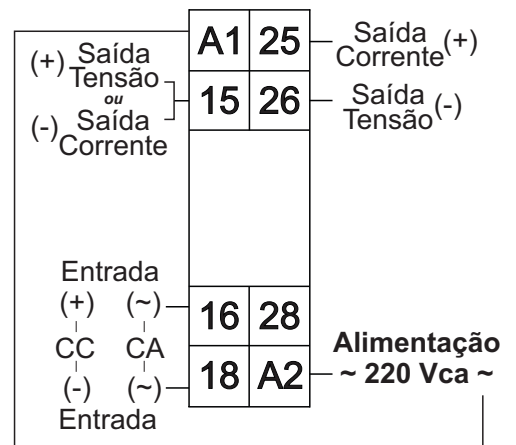 A1 25
(+) Saída
Tensão
ou
(-) Saída
Corrente
15 26
Saída
Corrente (+)
Saída
Tensão (-)
Entrada
(+) (~)
CC CA
(-) (~)
Entrada
16 28
18 A2
Alimentação
~ 220 Vca ~